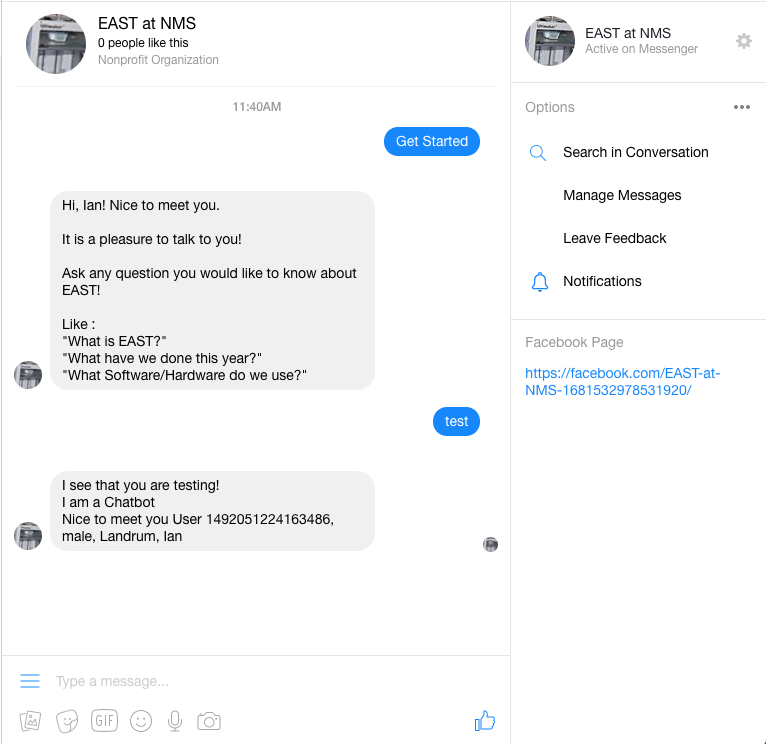 EAST at NMS
0 people like this
Nonprofit Organization
11:40AM
Get Started
Hi, Ian! Nice to meet you.
It is a pleasure to talk to you!
Ask any question you would like to know about
EAST!
Like :
"What is EAST?"
"What have we done this year?"
"What Software/Hardware do we use?"
test
I see that you are testing!
I am a Chatbot
Nice to meet you User 1492051224163486,
male, Landrum, Ian
Type a message...
GIF
EAST at NMS
Active on Messenger
Options
Search in Conversation
Manage Messages
Leave Feedback
Notifications
Facebook Page
https://facebook.com/EAST-at-
NMS-1681532978531920/